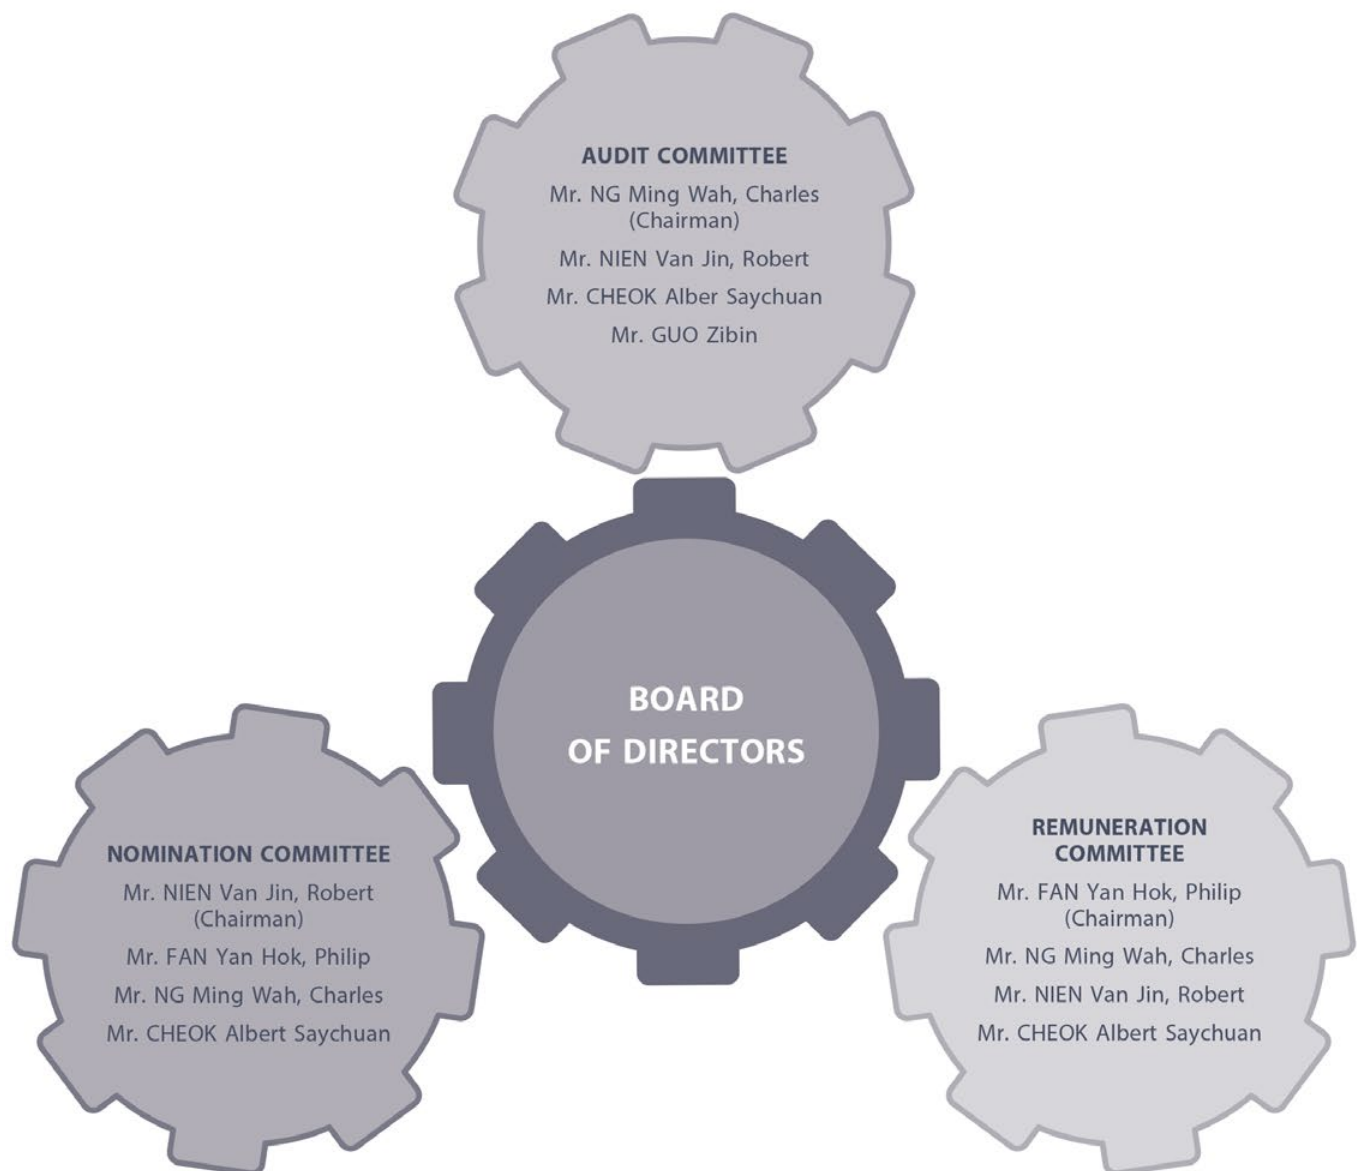 AUDIT COMMITTEE
Mr. NG Ming Wah, Charles
(Chairman)
Mr. NIEN Van Jin, Robert
Mr. CHEOK Alber Saychuan
Mr. GUO Zibin
BOARD
OF DIRECTORS
NOMINATION COMMITTEE
Mr. NIEN Van Jin, Robert
(Chairman)
Mr. FAN Yan Hok, Philip
Mr. NG Ming Wah, Charles
Mr. CHEOK Albert Saychuan
REMUNERATION
COMMITTEE
Mr. FAN Yan Hok, Philip
(Chairman)
Mr. NG Ming Wah, Charles
Mr. NIEN Van Jin, Robert
Mr. CHEOK Albert Saychuan